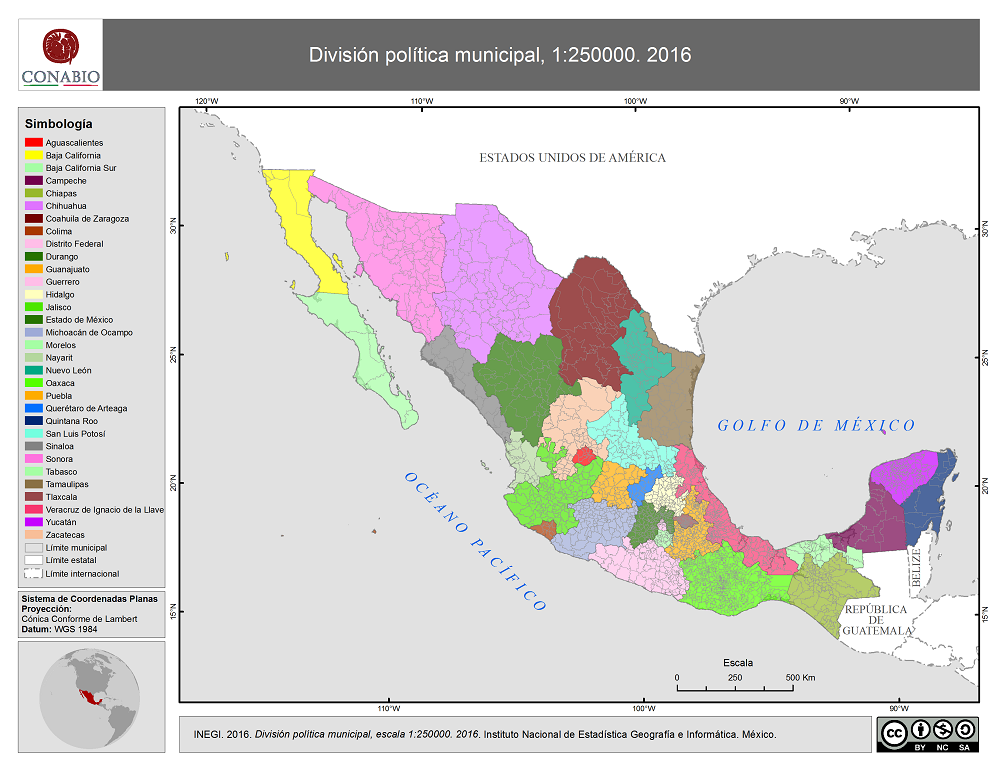 CONABIO
División política municipal, 1:250000. 2016
120°W 110°W 100°W 90°W
Simbología
Aguascalientes
Baja California
Baja California Sur
Campeche
Chiapas
Chihuahua
Coahuila de Zaragoza
Colima
Distrito Federal
Durango
Guanajuato
Guerrero
Hidalgo
Jalisco
Estado de México
Michoacán de Ocampo
Morelos
Nayarit
Nuevo León
Oaxaca
Puebla
Querétaro de Arteaga
Quintana Roo
San Luis Potosí
Sinaloa
Sonora
Tabasco
Tamaulipas
Tlaxcala
Veracruz de Ignacio de la Llave
Yucatán
Zacatecas
Límite municipal
Límite estatal
Límite internacional
Sistema de Coordenadas Planas
Proyección:
Cónica Conforme de Lambert
Datum: WGS 1984
30°N
25°N
20°N
15°N
ESTADOS UNIDOS DE AMÉRICA
GOLFO DE MÉXICO
OCÉANO PACÍFICO
BELIZE
REPÚBLICA
DE
GUATEMALA
30°N
25°N
20°N
15°N
Escala
0 250 500 Km
110°W 100°W 90°W
INEGI. 2016. División política municipal, escala 1:250000. 2016. Instituto Nacional de Estadística Geografía e Informática. México.
cc
BY NC SA